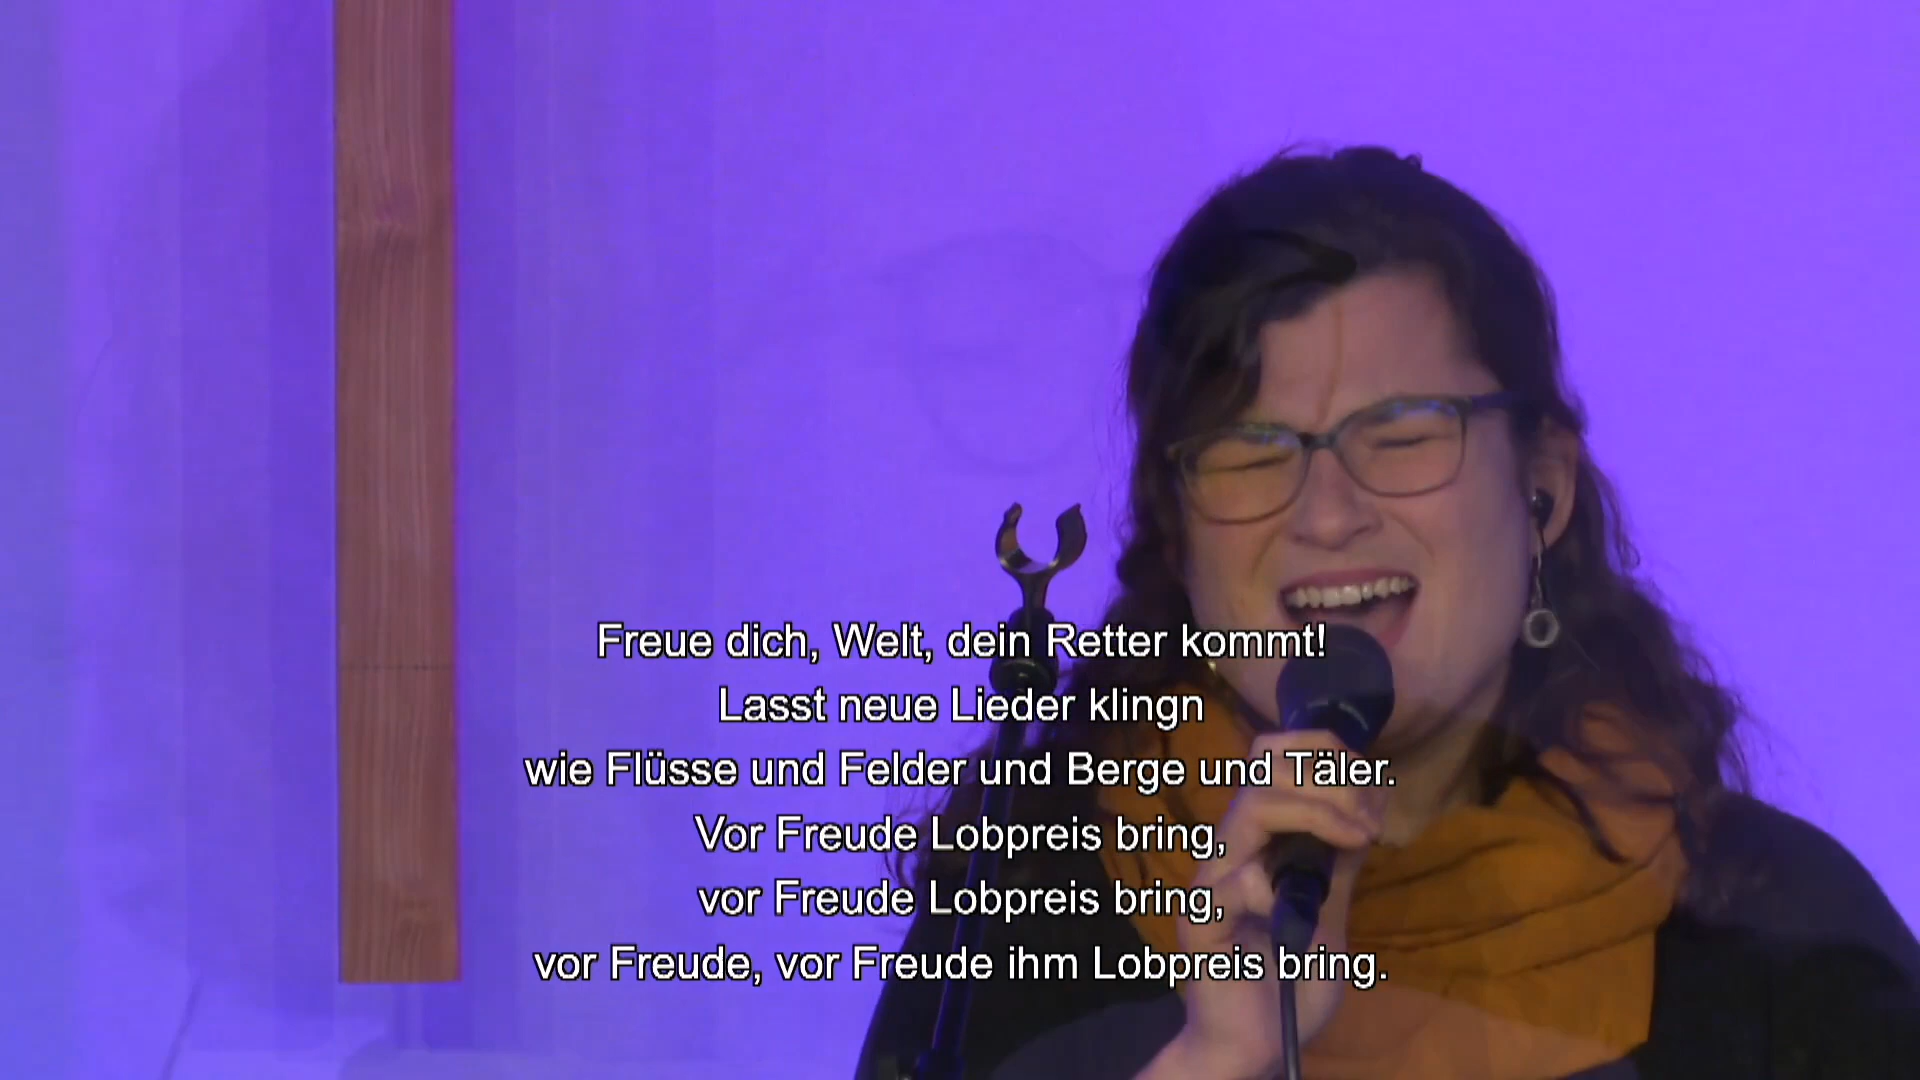 Freue dich, Welt, dein Retter kommt!
Lasst neue Lieder klingn
wie Flüsse und Felder und Berge und Täler.
Vor Freude Lobpreis bring,
vor Freude Lobpreis bring,
vor Freude, vor Freude ihm Lobpreis bring.